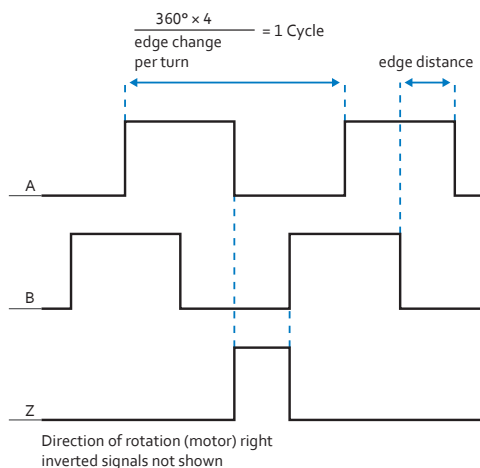 360° × 4
edge change
per turn
= 1 Cycle
edge distance
A
B
Z
Direction of rotation (motor) right
inverted signals not shown